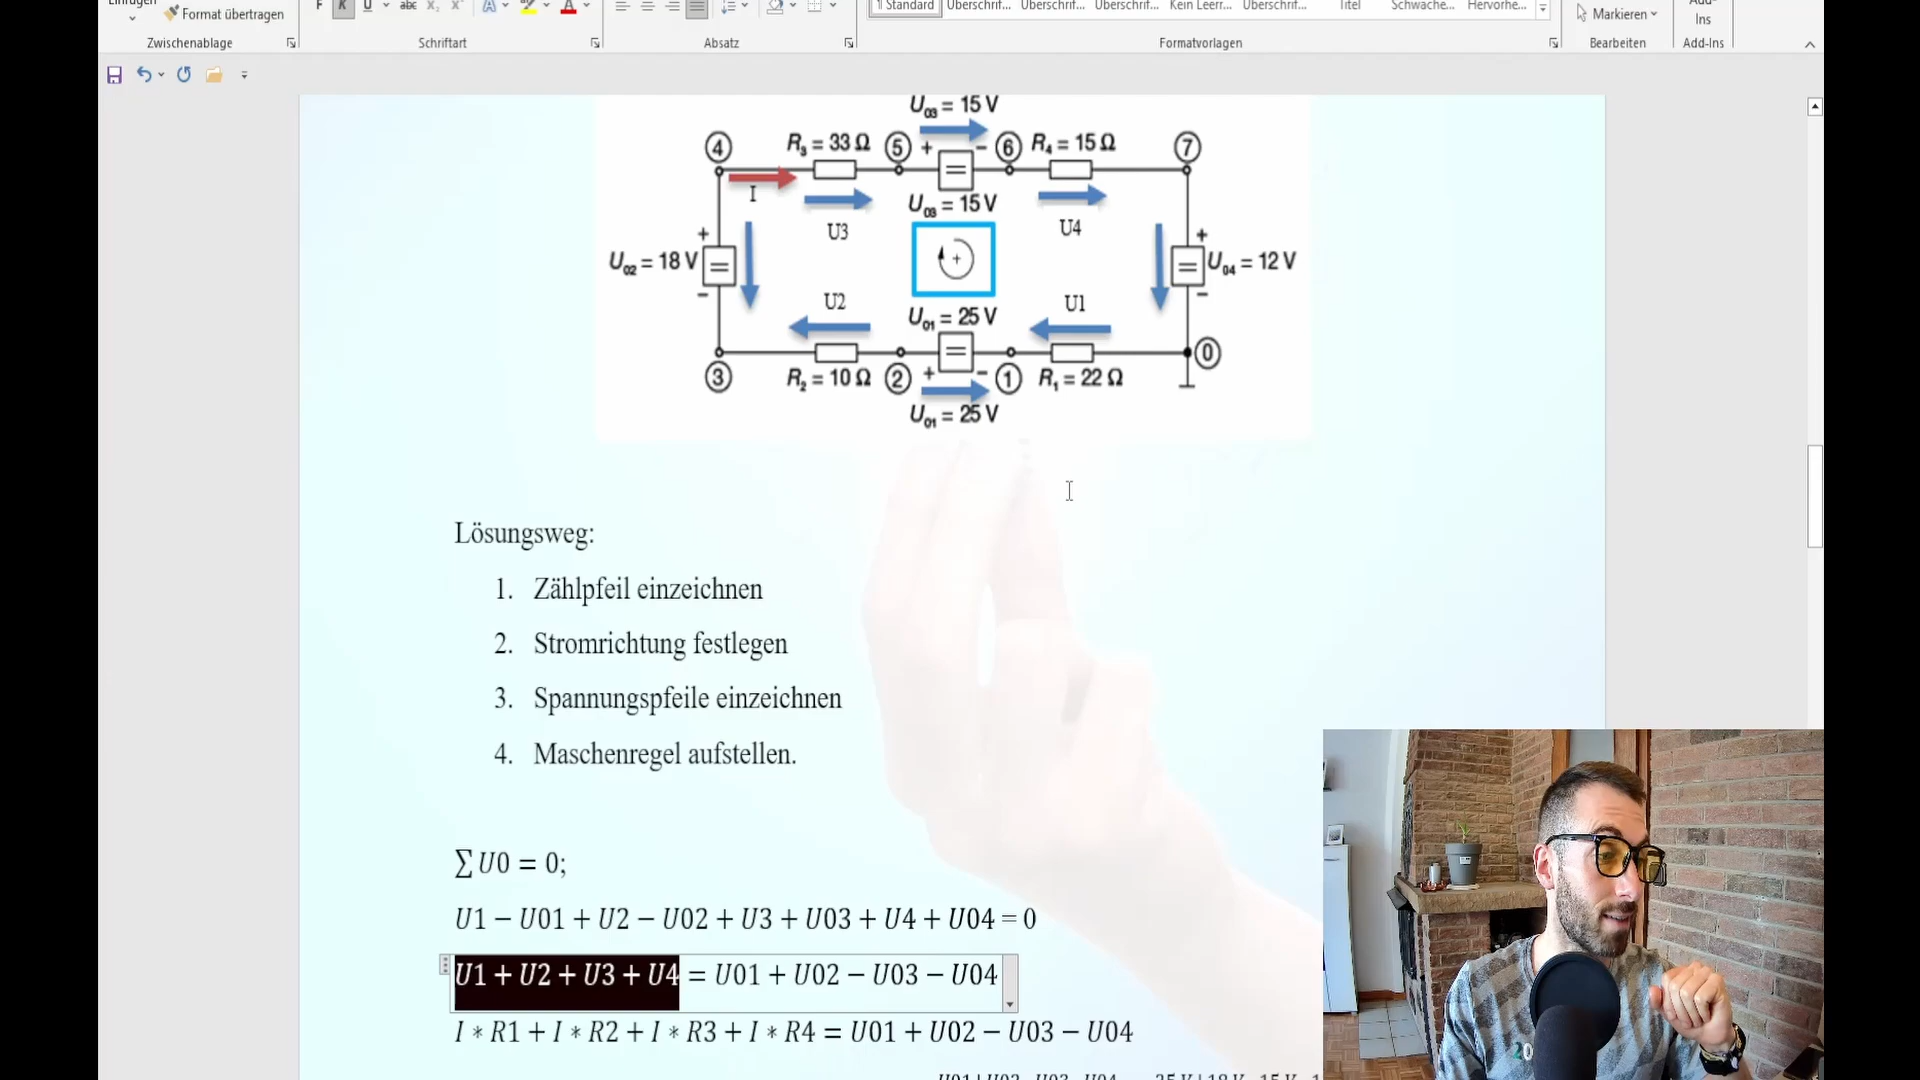 Einfügen
Format übertragen
F K U abc x x A A
¶ Standard Überschrif... Überschrif... Überschrif... Kein Leerr... Überschrif... Titel Schwache... Hervorhe...
Markieren
Add-
Ins
Zwischenablage Schriftart Absatz Formatvorlagen Bearbeiten Add-Ins
U03 = 15 V
4 R3 = 33 Ω 5 + − 6 R4 = 15 Ω 7
I
U03 = 15 V
U3 U4
+ +
U02 = 18 V = + = U04 = 12 V
− −
U2 U1
U01 = 25 V
0
3 R2 = 10 Ω 2 + − 1 R1 = 22 Ω
U01 = 25 V
Lösungsweg:
1. Zählpfeil einzeichnen
2. Stromrichtung festlegen
3. Spannungspfeile einzeichnen
4. Maschenregel aufstellen.
∑ U0 = 0;
U1 − U01 + U2 − U02 + U3 + U03 + U4 + U04 = 0
U1 + U2 + U3 + U4 = U01 + U02 − U03 − U04
I ∗ R1 + I ∗ R2 + I ∗ R3 + I ∗ R4 = U01 + U02 − U03 − U04
20